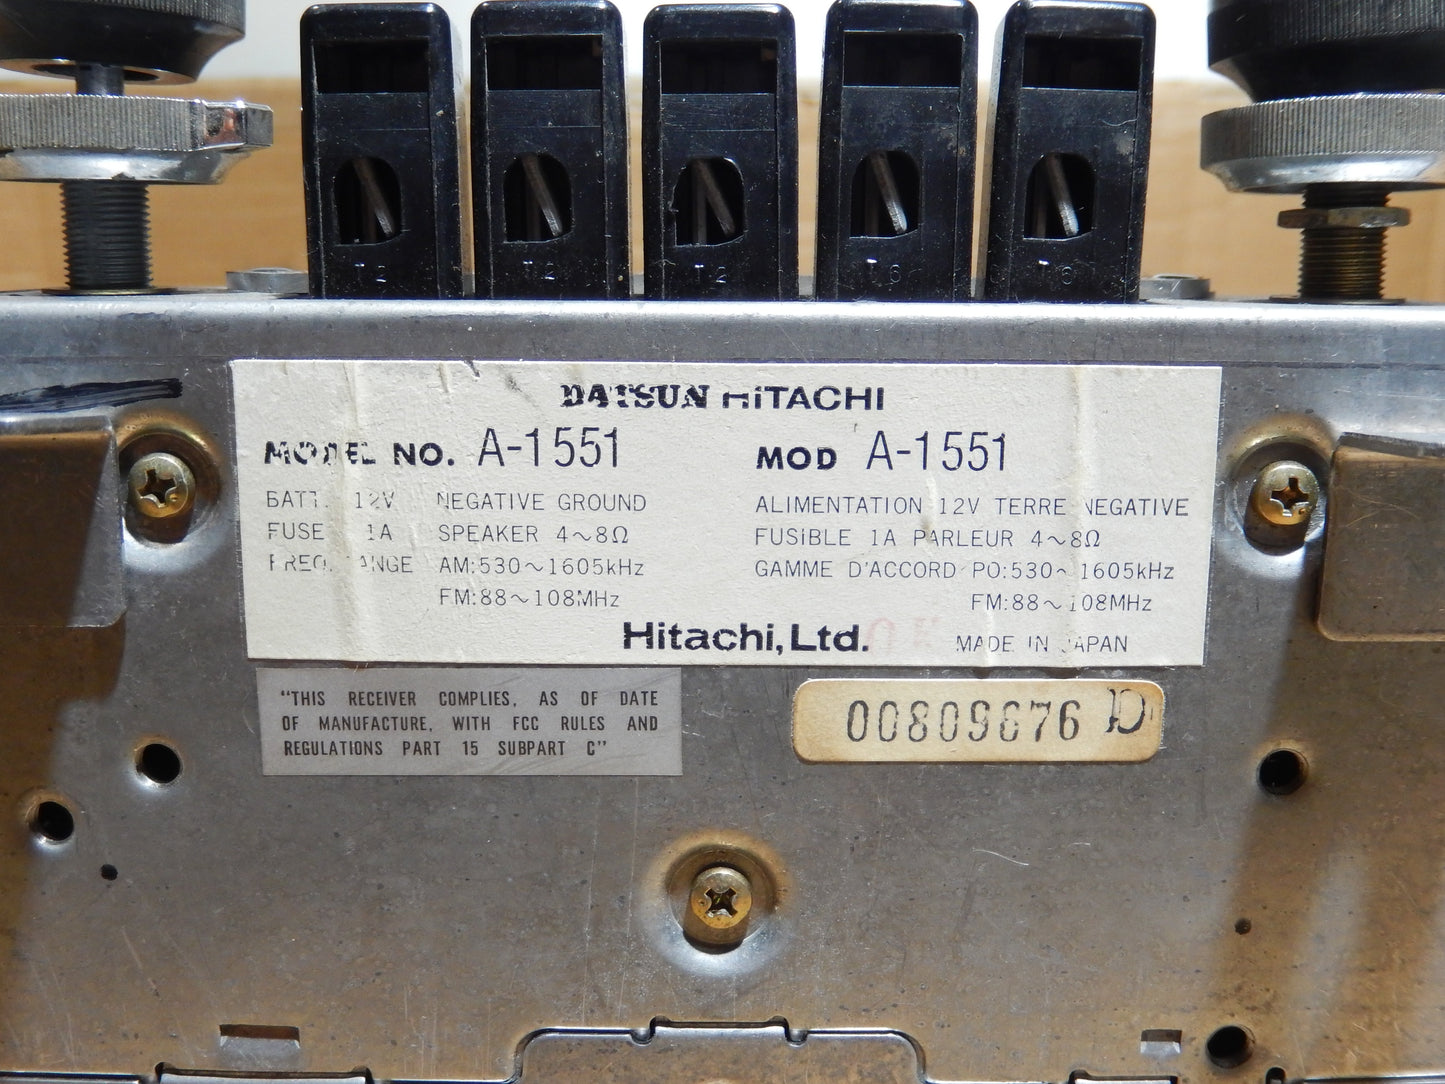 T2
T2
T2
T6
T6
DATSUN HiTACHI
MODEL NO. A-1551
BATT. 12V NEGATIVE GROUND
FUSE 1A SPEAKER 4~8Ω
FREQ. ANGE AM:530~1605kHz
FM:88~108MHz
MOD A-1551
ALIMENTATION 12V TERRE NEGATIVE
FUSiBLE 1A PARLEUR 4~8Ω
GAMME D'ACCORD PO:530~1605kHz
FM:88~108MHz
Hitachi, Ltd.
MADE IN JAPAN
"THIS RECEIVER COMPLIES, AS OF DATE
OF MANUFACTURE, WITH FCC RULES AND
REGULATIONS PART 15 SUBPART C"
00809676 D